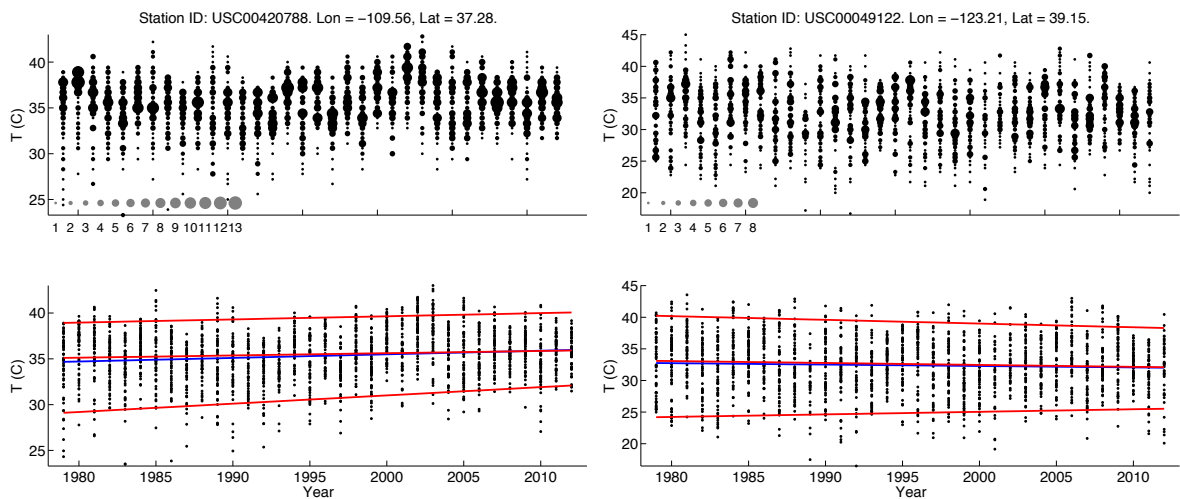 Station ID: USC00420788. Lon = −109.56, Lat = 37.28.
T (C)
40
35
30
25
1 2 3 4 5 6 7 8 9 10 11 12 13
Station ID: USC00049122. Lon = −123.21, Lat = 39.15.
T (C)
45
40
35
30
25
20
1 2 3 4 5 6 7 8
T (C)
40
35
30
25
1980 1985 1990 1995 2000 2005 2010
Year
T (C)
45
40
35
30
25
20
1980 1985 1990 1995 2000 2005 2010
Year